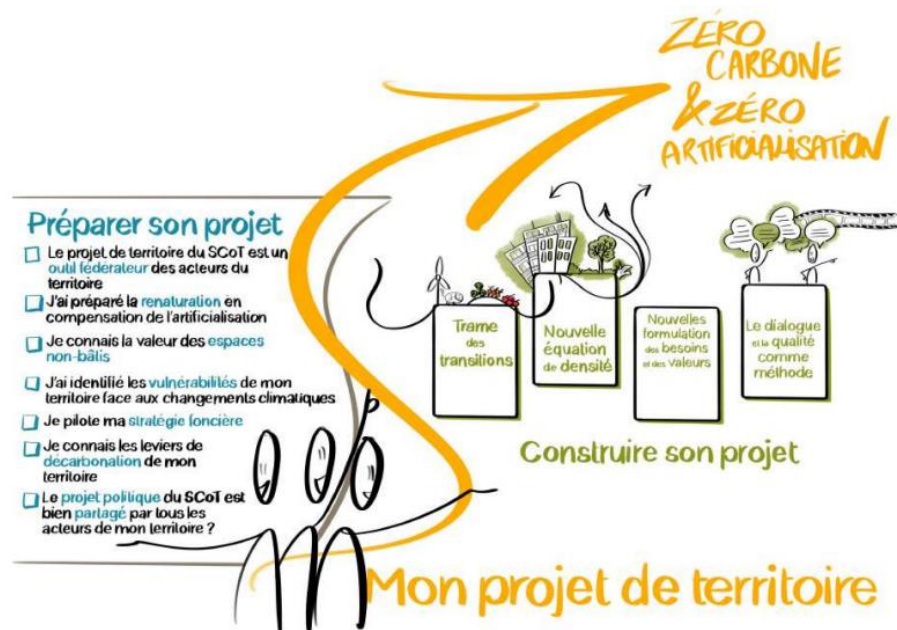 ZÉRO
CARBONE
& ZÉRO
ARTIFICIALISATION
Préparer son projet
Le projet de territoire du SCoT est un
outil fédérateur des acteurs du
territoire
J'ai préparé la renaturation en
compensation de l'artificialisation
Je connais la valeur des espaces
non-bâtis
J'ai identifié les vulnérabilités de mon
territoire face aux changements climatiques
Je pilote ma stratégie foncière
Je connais les leviers de
décarbonation de mon
territoire
Le projet politique du SCoT est
bien partagé par tous les
acteurs de mon territoire ?
Trame
des
transitions
Nouvelle
équation
de densité
Nouvelles
formulation
des besoins
et des valeurs
Le dialogue
et la qualité
comme
méthode
Construire son projet
Mon projet de territoire